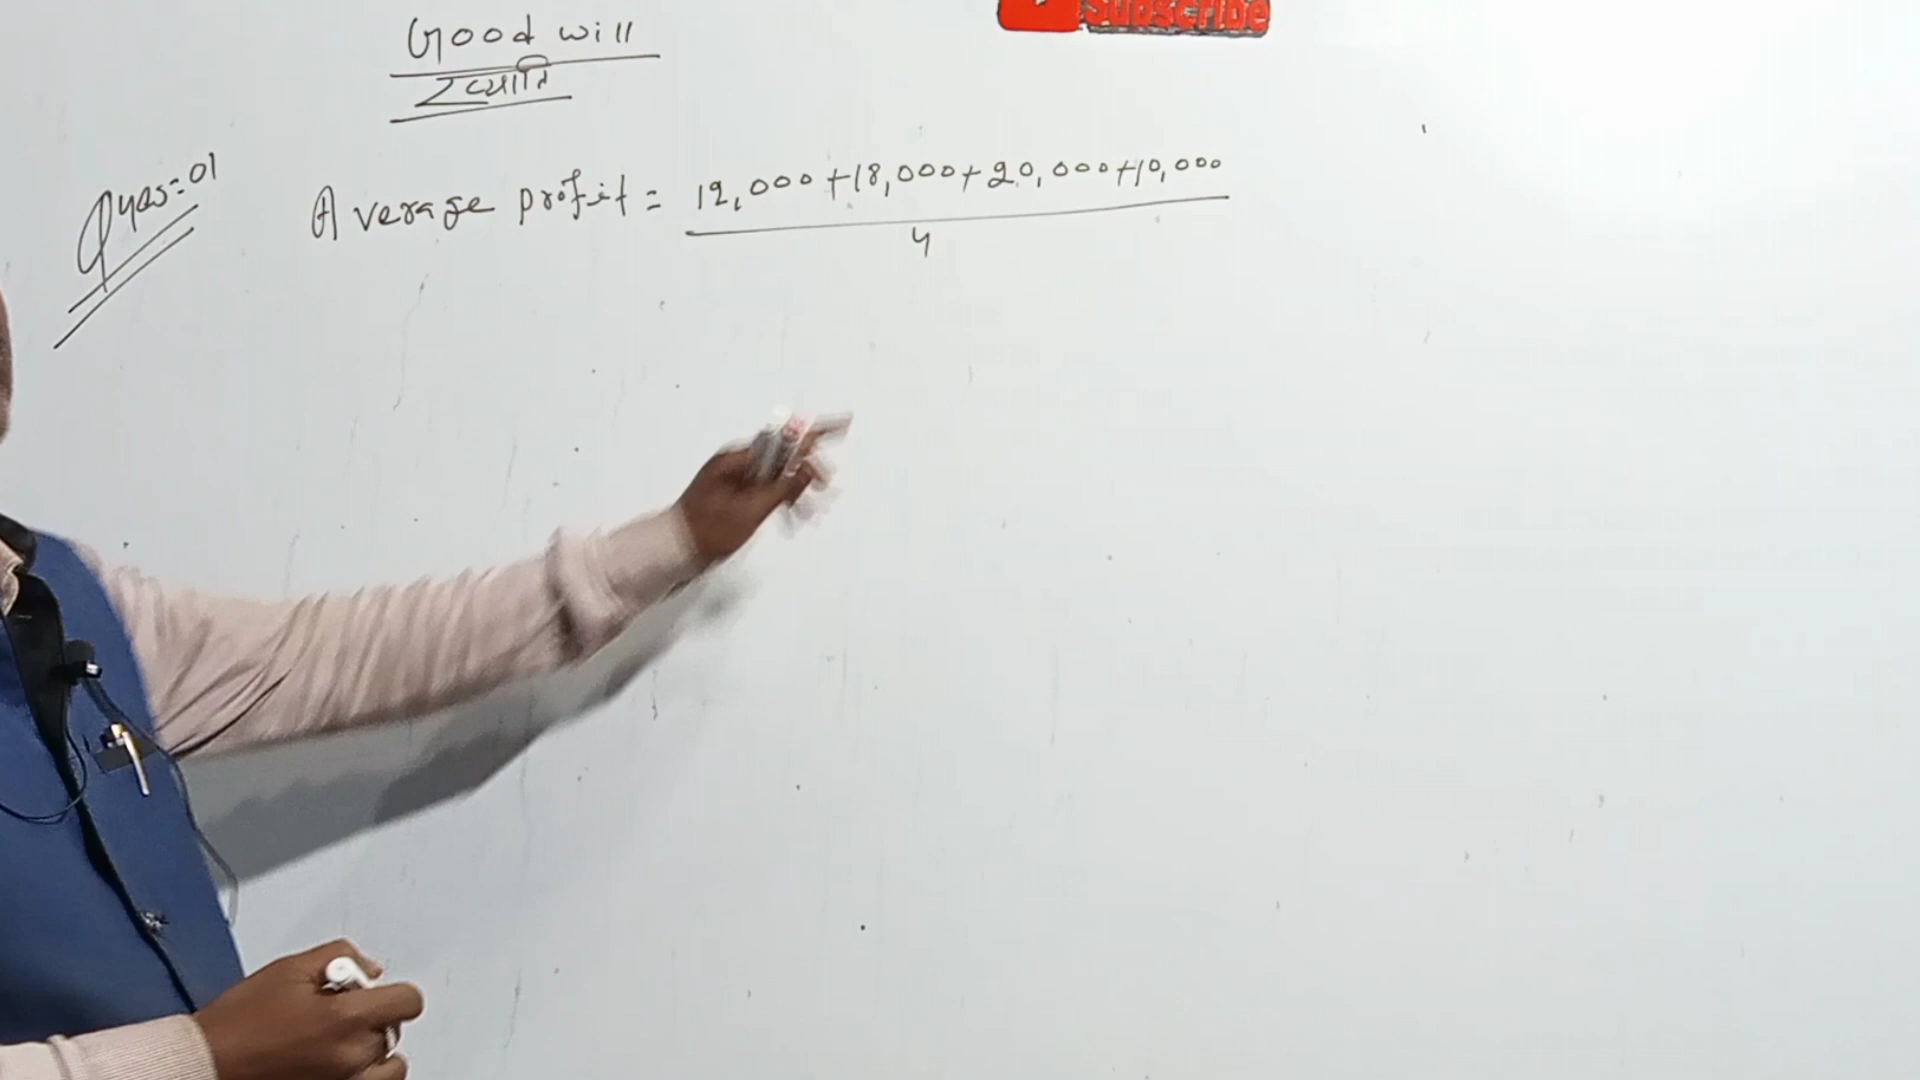 Subscribe
Good will
ख्याति
Ques=01
Average profit = 12,000+18,000+20,000+10,000
4